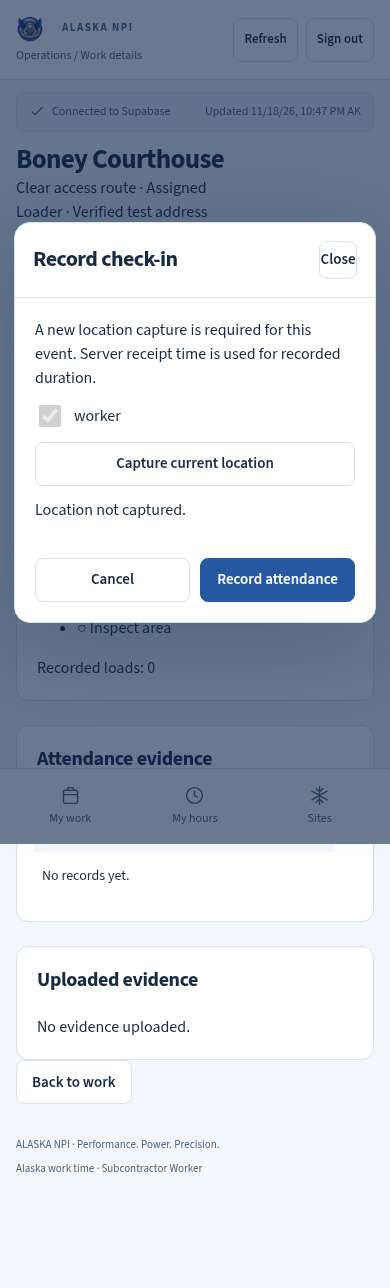 ALASKA NPI
Operations / Work details
Refresh
Sign out
Connected to Supabase
Updated 11/18/26, 10:47 PM AK
Boney Courthouse
Clear access route · Assigned
Loader · Verified test address
Record check-in
Close
A new location capture is required for this
event. Server receipt time is used for recorded
duration.
worker
Capture current location
Location not captured.
Cancel
Record attendance
• ○ Inspect area
Recorded loads: 0
Attendance evidence
My work
My hours
Sites
No records yet.
Uploaded evidence
No evidence uploaded.
Back to work
ALASKA NPI · Performance. Power. Precision.
Alaska work time · Subcontractor Worker